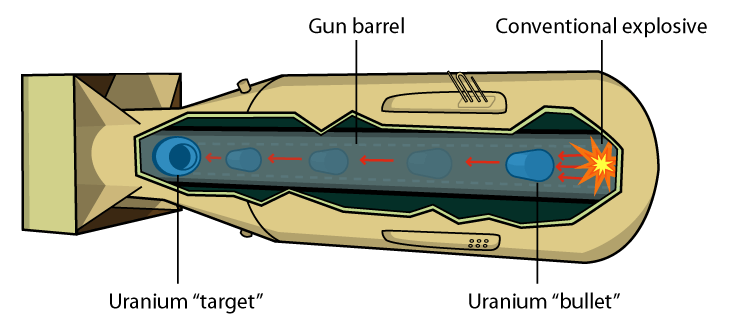 Gun barrel
Conventional explosive
Uranium “target”
Uranium “bullet”